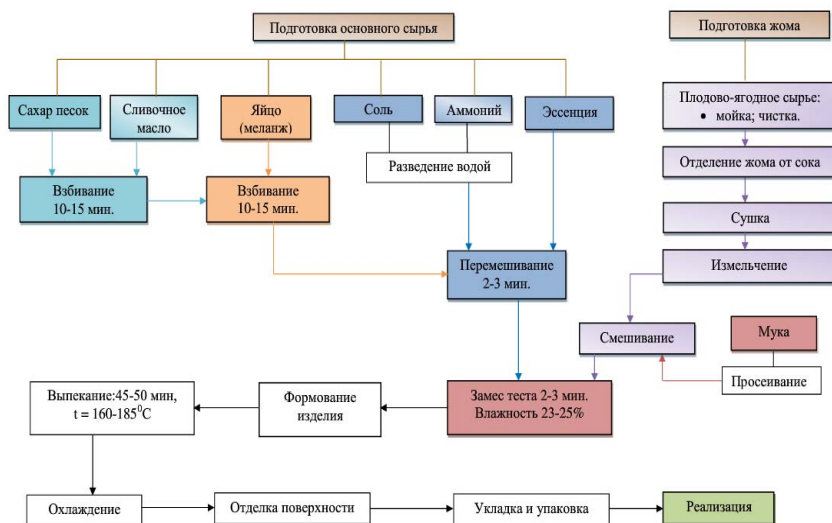 Подготовка основного сырья
Подготовка жома
Сахар песок
Сливочное
масло
Яйцо
(меланж)
Соль
Аммоний
Эссенция
Плодово-ягодное сырье:
• мойка; чистка.
Разведение водой
Отделение жома от сока
Взбивание
10-15 мин.
Взбивание
10-15 мин.
Сушка
Перемешивание
2-3 мин.
Измельчение
Смешивание
Мука
Просеивание
Выпекание:45-50 мин,
t = 160-185⁰С
Формование
изделия
Замес теста 2-3 мин.
Влажность 23-25%
Охлаждение
Отделка поверхности
Укладка и упаковка
Реализация